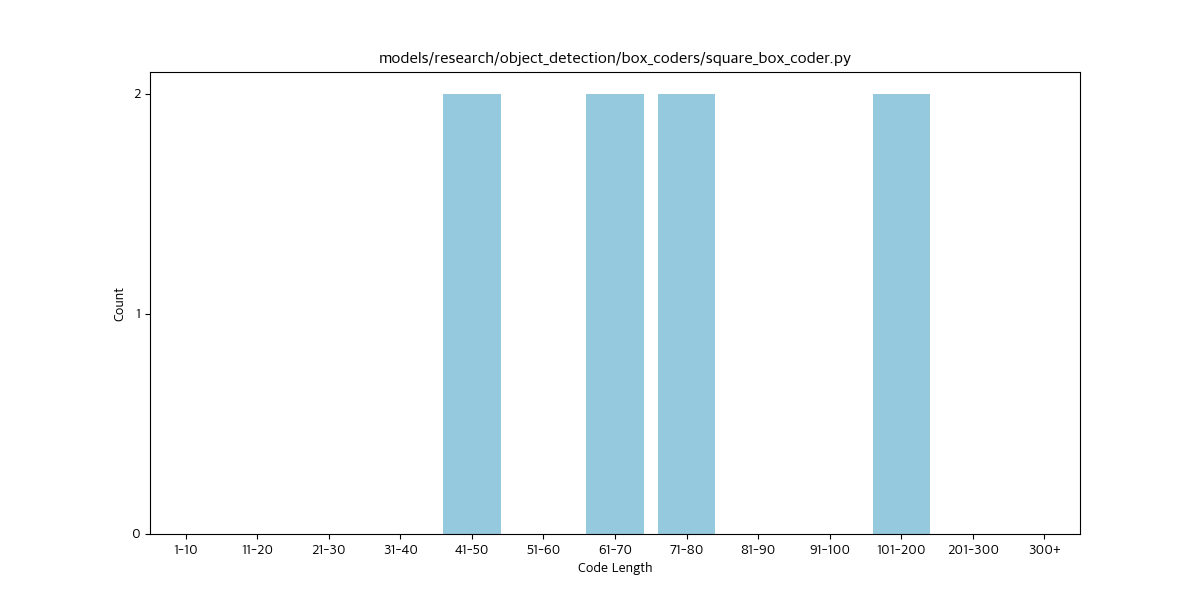 models/research/object_detection/box_coders/square_box_coder.py
2
1
0
Count
1-10 11-20 21-30 31-40 41-50 51-60 61-70 71-80 81-90 91-100 101-200 201-300 300+
Code Length